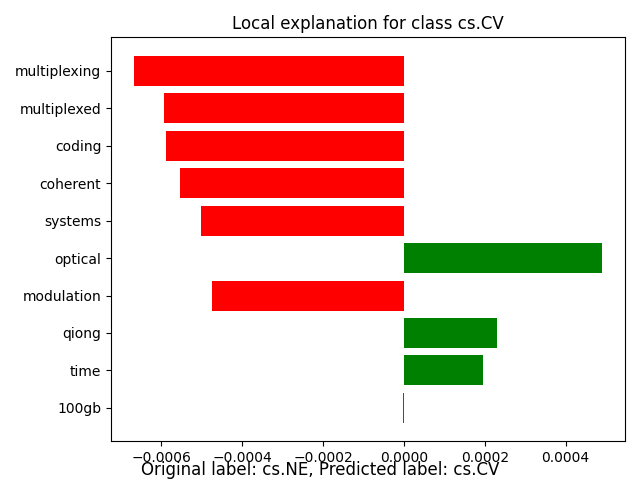 Local explanation for class cs.CV
multiplexing
multiplexed
coding
coherent
systems
optical
modulation
qiong
time
100gb
−0.0006 −0.0004 −0.0002 0.0000 0.0002 0.0004
Original label: cs.NE, Predicted label: cs.CV